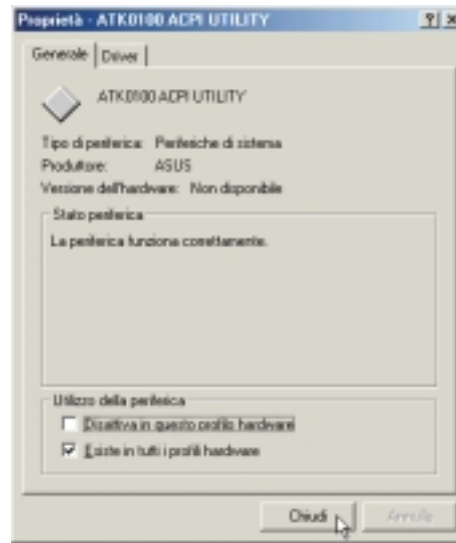 Proprietà - ATK0100 ACPI UTILITY
Generale
Driver
ATK0100 ACPI UTILITY
Tipo di periferica: Periferiche di sistema
Produttore: ASUS
Versione dell'hardware: Non disponibile
Stato periferica
La periferica funziona correttamente.
Utilizzo della periferica
Disattiva in questo profilo hardware
Esiste in tutti i profili hardware
Chiudi
Annulla